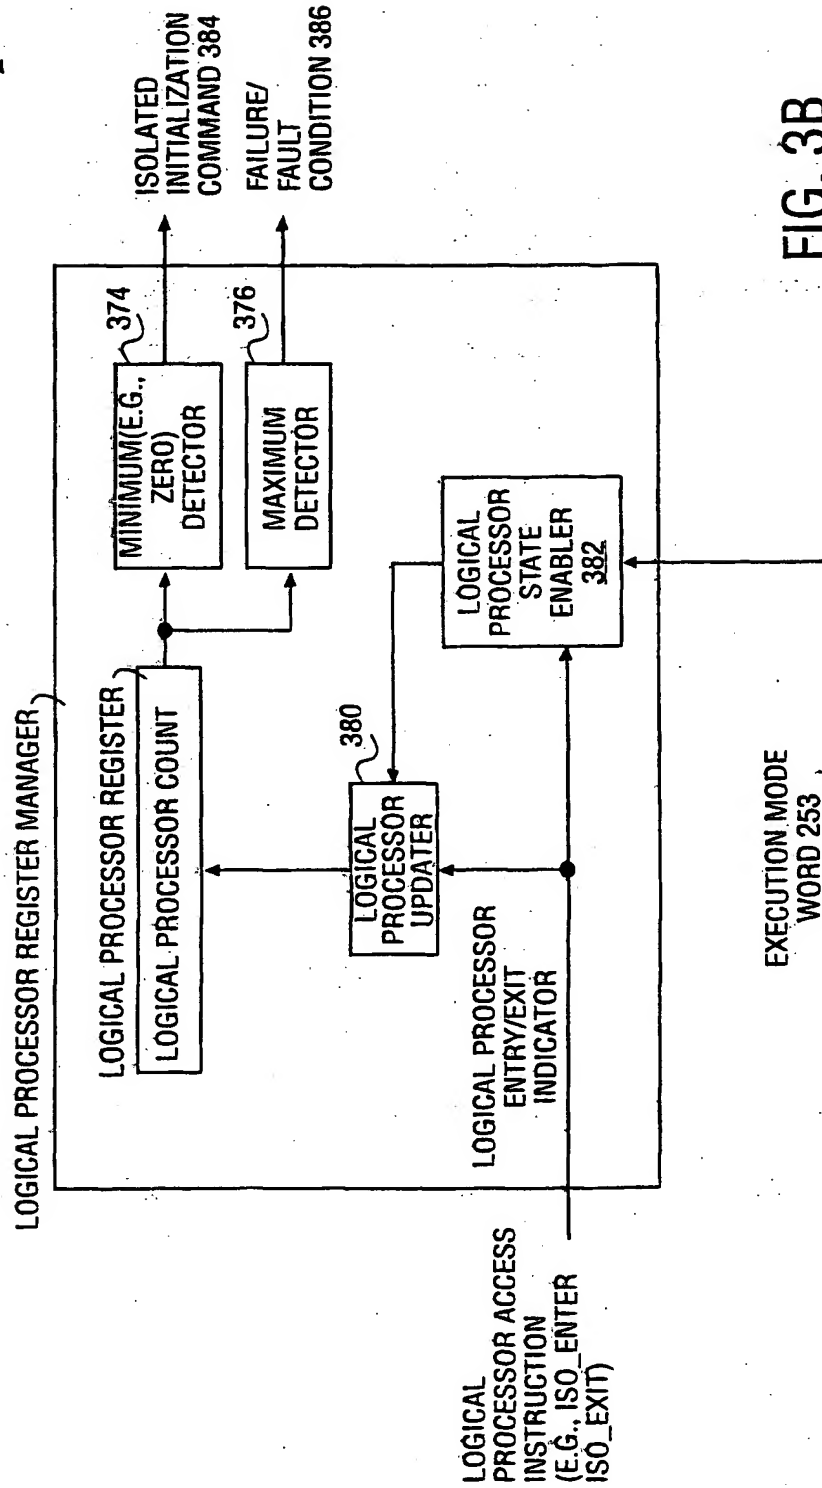 LOGICAL PROCESSOR REGISTER MANAGER
LOGICAL PROCESSOR REGISTER
LOGICAL PROCESSOR COUNT
MINIMUM(E.G.,
ZERO)
DETECTOR
374
ISOLATED
INITIALIZATION
COMMAND 384
MAXIMUM
DETECTOR
376
FAILURE/
FAULT
CONDITION 386
LOGICAL
PROCESSOR
UPDATER
380
LOGICAL
PROCESSOR
STATE
ENABLER
382
LOGICAL PROCESSOR
ENTRY/EXIT
INDICATOR
LOGICAL
PROCESSOR ACCESS
INSTRUCTION
(E.G., ISO_ENTER
ISO_EXIT)
EXECUTION MODE
WORD 253
FIG. 3B